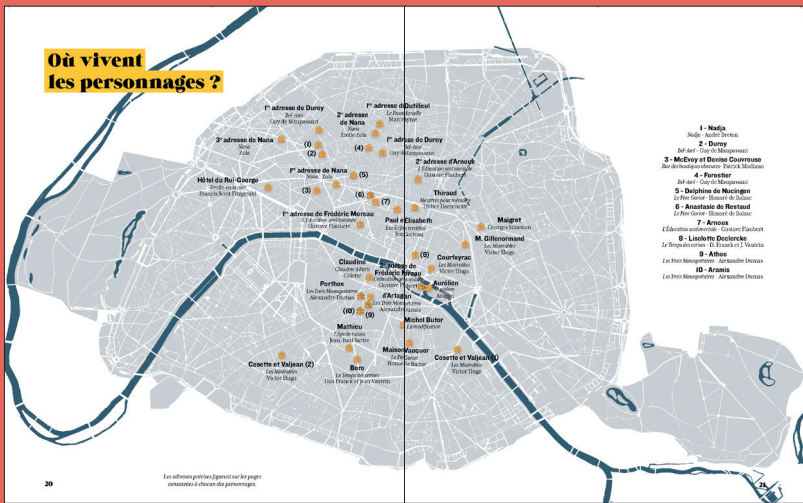 Où vivent
les personnages ?
1re adresse de Duroy
Bel-Ami
Guy de Maupassant
2e adresse
de Nana
Nana
Émile Zola
1re adresse de Dutilleul
Le Passe-muraille
Marcel Aymé
3e adresse de Nana
Nana
Zola
(1)
(2)
(4)
1re adresse de Duroy
Bel-Ami
Guy de Maupassant
2e adresse d'Arnoux
L'Éducation sentimentale
Gustave Flaubert
Hôtel du Roi-George
Tendre est la nuit
Francis Scott Fitzgerald
1re adresse de Nana
Nana Zola
(3)
(5)
(6)
(7)
Thiraud
Meurtres pour mémoire
Didier Daeninckx
1re adresse de Frédéric Moreau
L'Éducation sentimentale
Gustave Flaubert
Paul et Élisabeth
Les Enfants terribles
Jean Cocteau
Maigret
Georges Simenon
M. Gillenormand
Les Misérables
Victor Hugo
(8)
Courfeyrac
Les Misérables
Victor Hugo
Claudine
Claudine à Paris
Colette
2e adresse de
Frédéric Moreau
L'Éducation sentimentale
Gustave Flaubert
Aurélien
Aurélien
Aragon
Porthos
Les Trois Mousquetaires
Alexandre Dumas
d'Artagnan
Les Trois Mousquetaires
Alexandre Dumas
(10)
(9)
Michel Butor
La modification
Mathieu
L'Âge de raison
Jean-Paul Sartre
Maison Vauquer
Le Père Goriot
Honoré de Balzac
Cosette et Valjean (1)
Les Misérables
Victor Hugo
Cosette et Valjean (2)
Les Misérables
Victor Hugo
Boro
Le Temps des cerises
Dan Franck et Jean Vautrin
1 - Nadja
Nadja - André Breton
2 - Duroy
Bel-Ami - Guy de Maupassant
3 - McEvoy et Denise Couvreuse
Rue des boutiques obscures - Patrick Modiano
4 - Forestier
Bel-Ami - Guy de Maupassant
5 - Delphine de Nucingen
Le Père Goriot - Honoré de Balzac
6 - Anastasie de Restaud
Le Père Goriot - Honoré de Balzac
7 - Arnoux
L'Éducation sentimentale - Gustave Flaubert
8 - Liselotte Declercke
Le Temps des cerises - D. Franck et J. Vautrin
9 - Athos
Les Trois Mousquetaires - Alexandre Dumas
10 - Aramis
Les Trois Mousquetaires - Alexandre Dumas
20
Les adresses précises figurent sur les pages
consacrées à chacun des personnages.
21